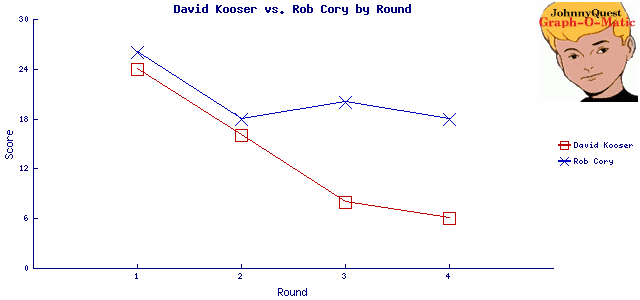 David Kooser vs. Rob Cory by Round
JohnnyQuest
Graph-O-Matic
30
24
18
12
6
0
Score
1 2 3 4
Round
David Kooser
Rob Cory